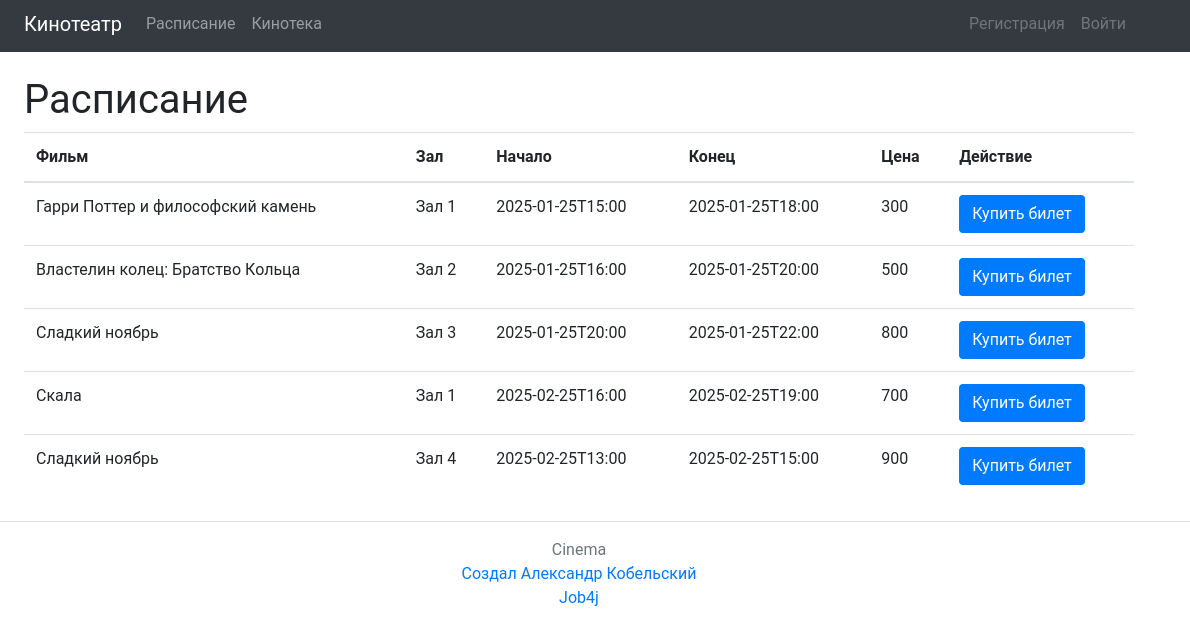 Кинотеатр Расписание Кинотека Регистрация Войти
Расписание
Фильм Зал Начало Конец Цена Действие
Гарри Поттер и философский камень Зал 1 2025-01-25T15:00 2025-01-25T18:00 300 Купить билет
Властелин колец: Братство Кольца Зал 2 2025-01-25T16:00 2025-01-25T20:00 500 Купить билет
Сладкий ноябрь Зал 3 2025-01-25T20:00 2025-01-25T22:00 800 Купить билет
Скала Зал 1 2025-02-25T16:00 2025-02-25T19:00 700 Купить билет
Сладкий ноябрь Зал 4 2025-02-25T13:00 2025-02-25T15:00 900 Купить билет
Cinema
Создал Александр Кобельский
Job4j